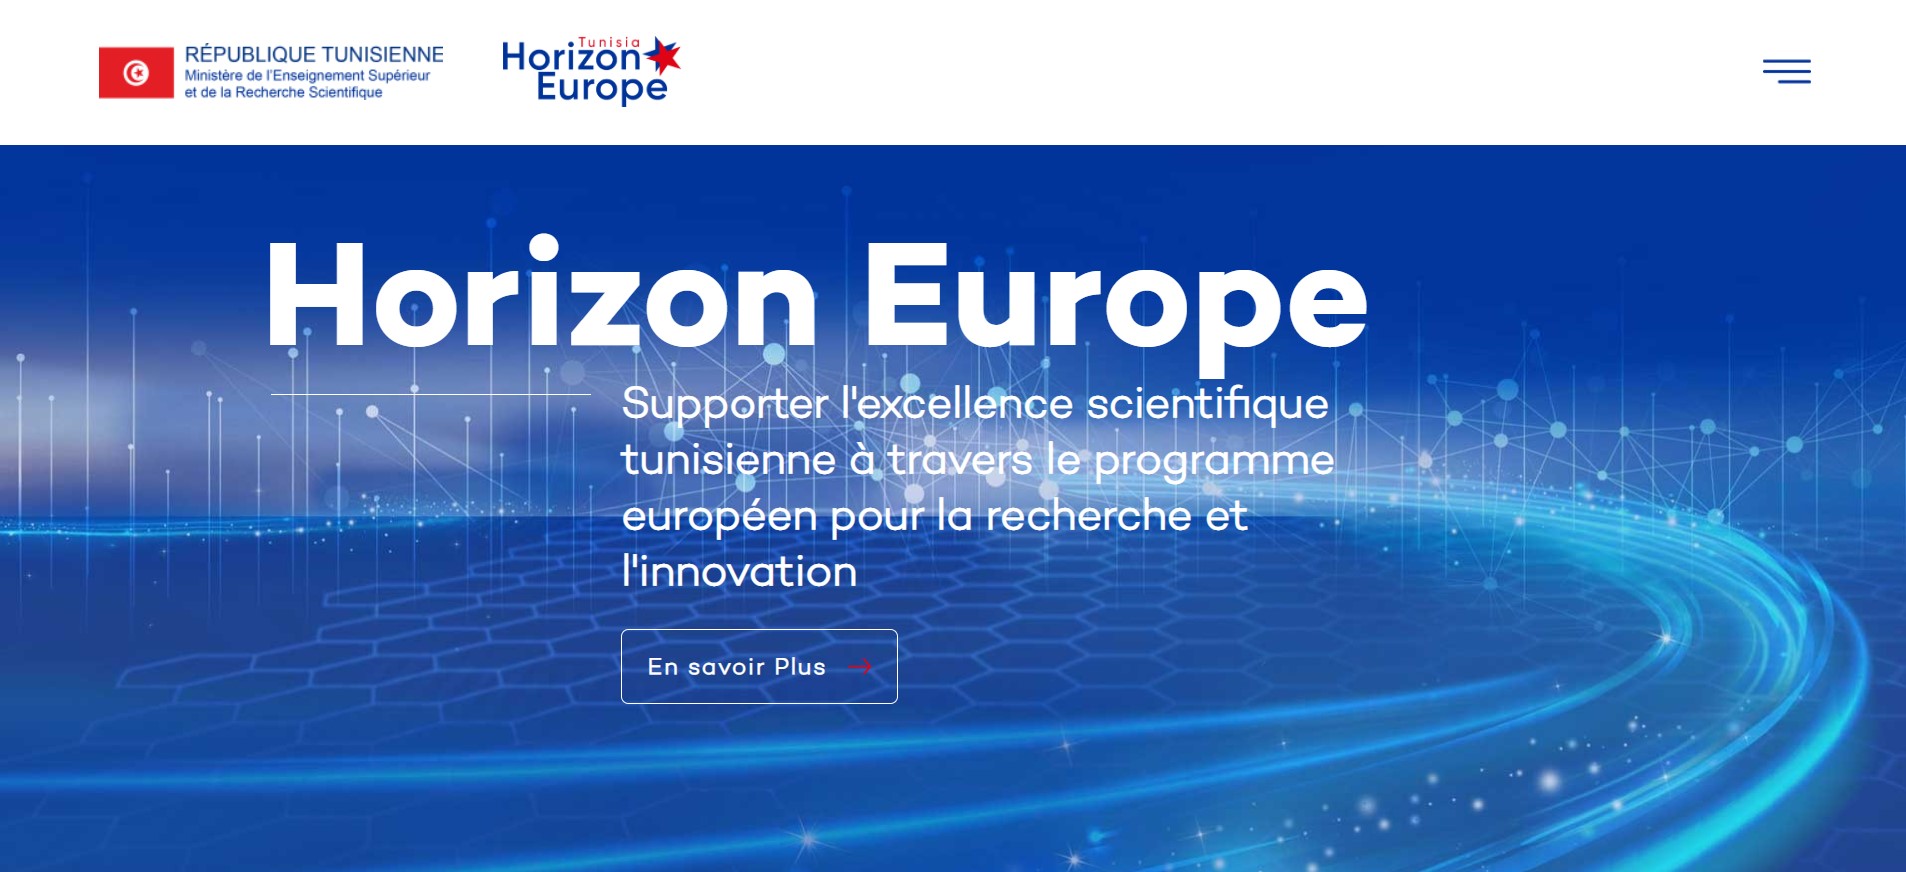 RÉPUBLIQUE TUNISIENNE
Ministère de l'Enseignement Supérieur
et de la Recherche Scientifique
Tunisia
Horizon
Europe
Horizon Europe
Supporter l'excellence scientifique
tunisienne à travers le programme
européen pour la recherche et
l'innovation
En savoir Plus